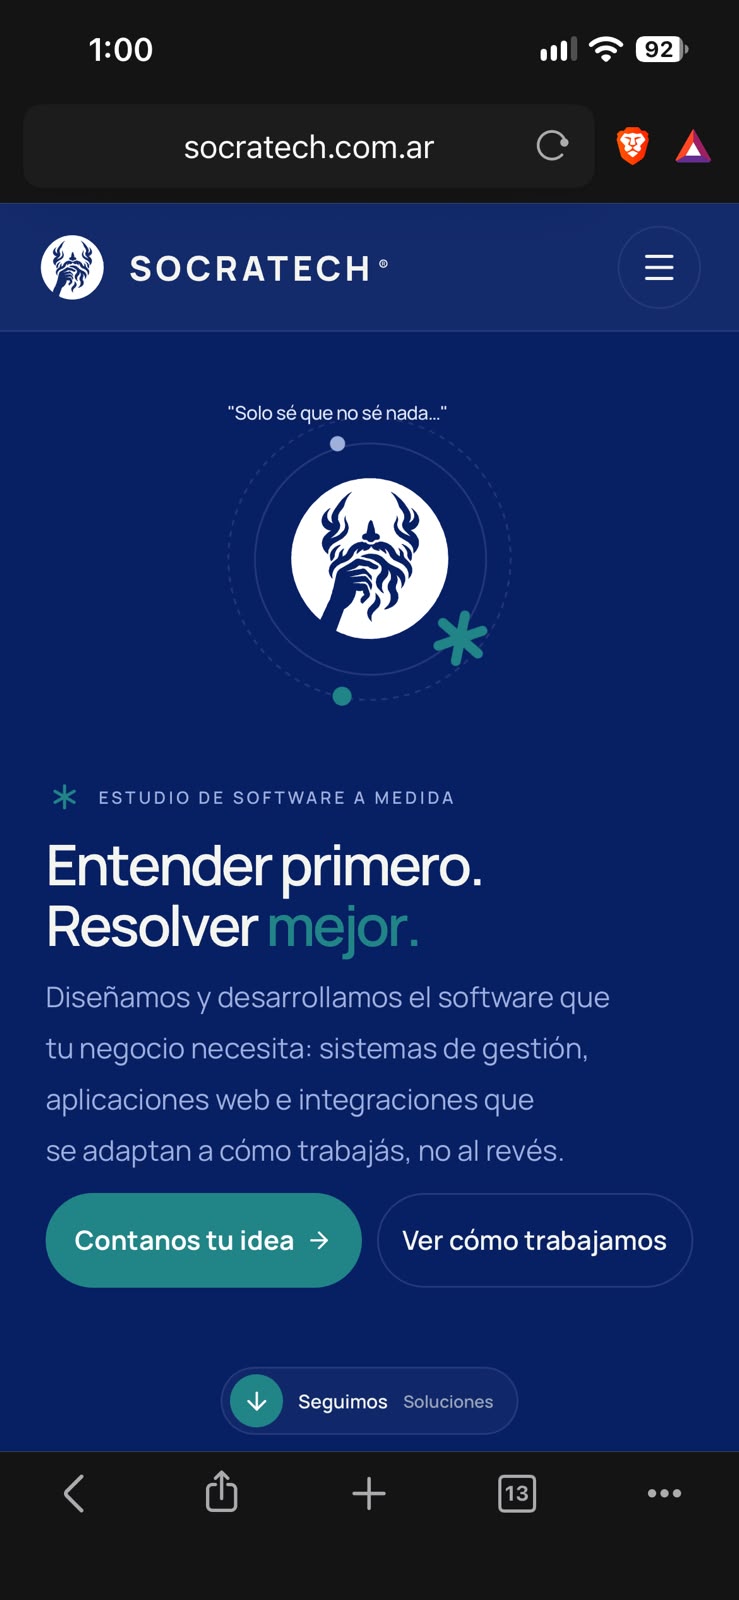 1:00
92
socratech.com.ar
SOCRATECH ®
"Solo sé que no sé nada..."
ESTUDIO DE SOFTWARE A MEDIDA
Entender primero.
Resolver mejor.
Diseñamos y desarrollamos el software que
tu negocio necesita: sistemas de gestión,
aplicaciones web e integraciones que
se adaptan a cómo trabajás, no al revés.
Contanos tu idea →
Ver cómo trabajamos
Seguimos Soluciones
13